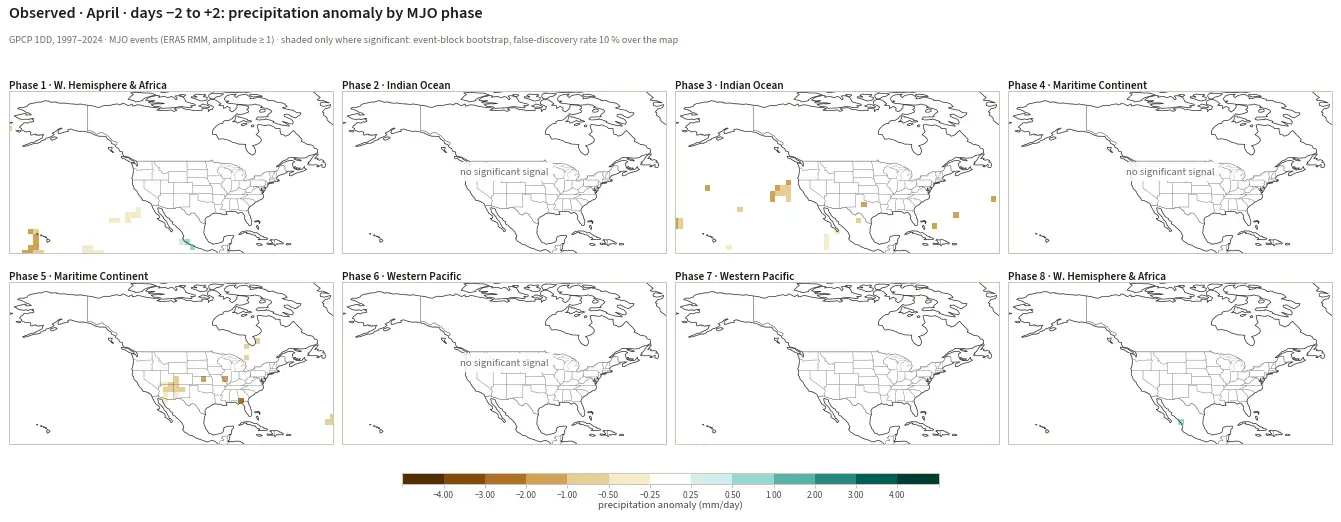 Observed · April · days −2 to +2: precipitation anomaly by MJO phase
GPCP 1DD, 1997–2024 · MJO events (ERA5 RMM, amplitude ≥ 1) · shaded only where significant: event-block bootstrap, false-discovery rate 10 % over the map
Phase 1 · W. Hemisphere & Africa
Phase 2 · Indian Ocean
Phase 3 · Indian Ocean
Phase 4 · Maritime Continent
no significant signal
no significant signal
Phase 5 · Maritime Continent
Phase 6 · Western Pacific
Phase 7 · Western Pacific
Phase 8 · W. Hemisphere & Africa
no significant signal
−4.00 −3.00 −2.00 −1.00 −0.50 −0.25 0.25 0.50 1.00 2.00 3.00 4.00
precipitation anomaly (mm/day)